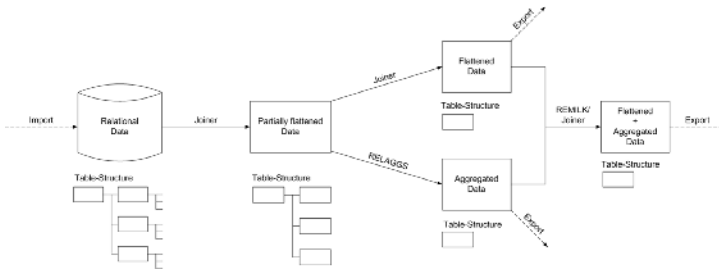 Import
Relational
Data
Table-Structure
Joiner
Partially flattened
Data
Table-Structure
Joiner
RELAGGS
Flattened
Data
Table-Structure
Export
Aggregated
Data
Table-Structure
Export
REMILK/
Joiner
Flattened
+
Aggregated
Data
Table-Structure
Export